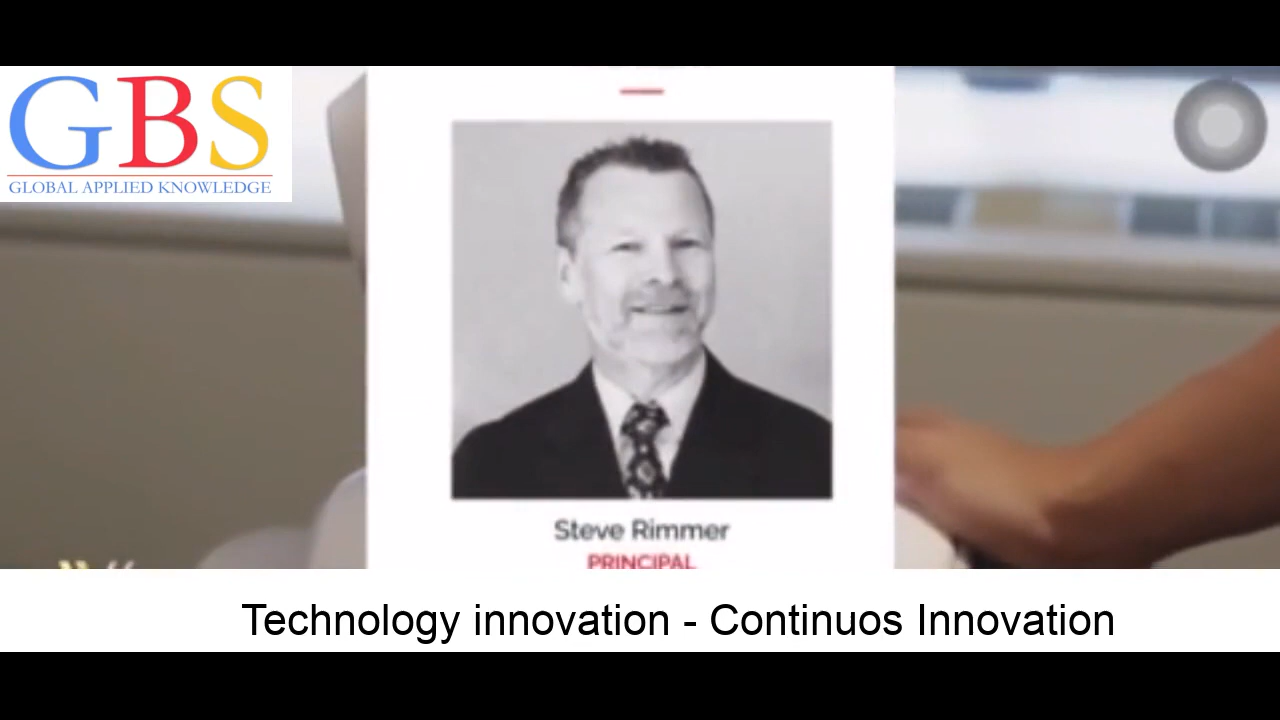 GBS
GLOBAL APPLIED KNOWLEDGE
Steve Rimmer
PRINCIPAL
Technology innovation - Continuos Innovation